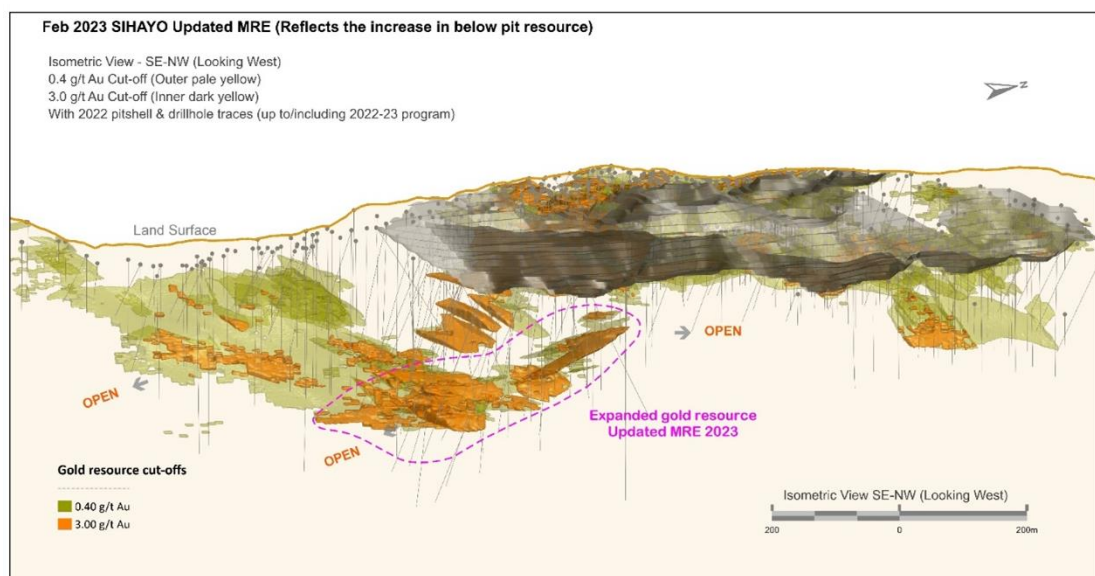 Feb 2023 SIHAYO Updated MRE (Reflects the increase in below pit resource)
Isometric View - SE-NW (Looking West)
0.4 g/t Au Cut-off (Outer pale yellow)
3.0 g/t Au Cut-off (Inner dark yellow)
With 2022 pitshell & drillhole traces (up to/including 2022-23 program)
Z
Land Surface
OPEN
OPEN
Expanded gold resource
Updated MRE 2023
OPEN
Gold resource cut-offs
0.40 g/t Au
3.00 g/t Au
Isometric View SE-NW (Looking West)
200 0 200m